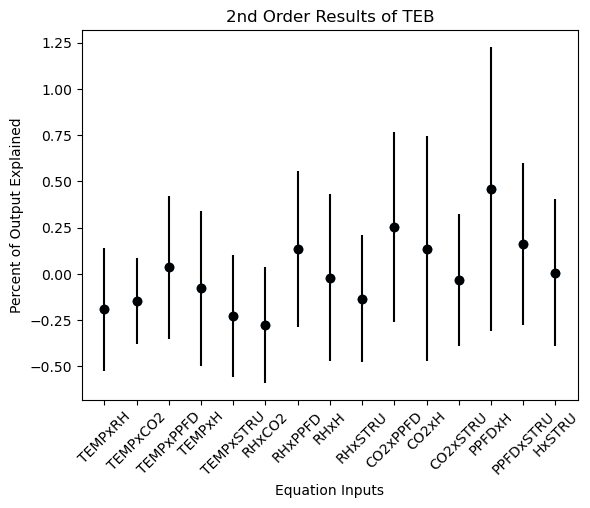 2nd Order Results of TEB
Percent of Output Explained
1.25
1.00
0.75
0.50
0.25
0.00
−0.25
−0.50
TEMPxRH
TEMPxCO2
TEMPxPPFD
TEMPxH
TEMPxSTRU
RHxCO2
RHxPPFD
RHxH
RHxSTRU
CO2xPPFD
CO2xH
CO2xSTRU
PPFDxH
PPFDxSTRU
HxSTRU
Equation Inputs